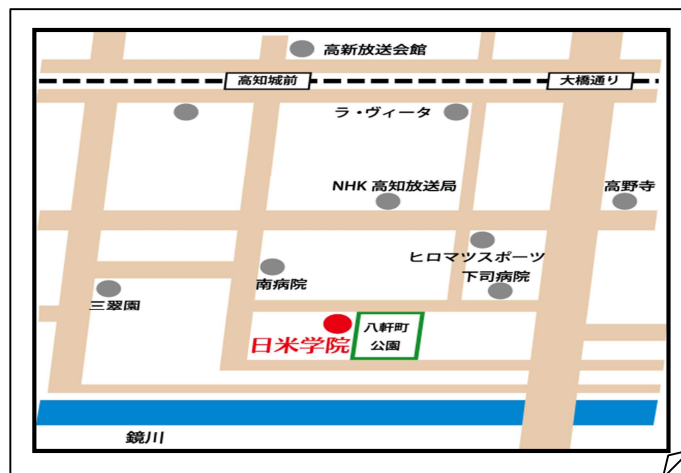 高新放送会館
高知城前
大橋通り
ラ・ヴィータ
NHK 高知放送局
高野寺
ヒロマツスポーツ
下司病院
南病院
三翠園
八軒町
公園
日米学院
鏡川